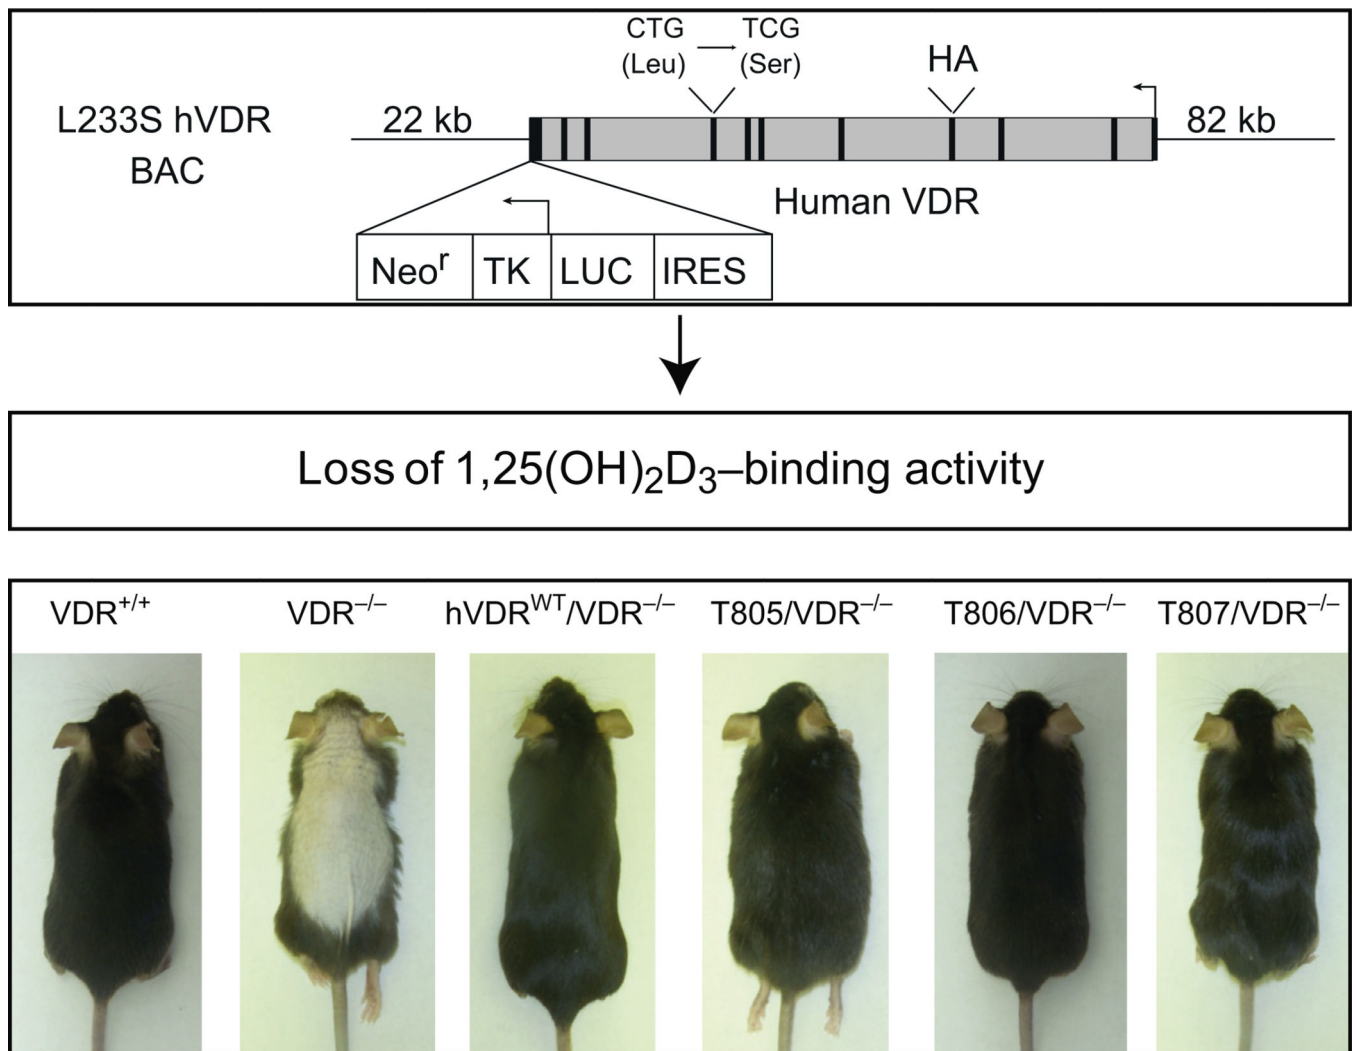 CTG TCG
(Leu) (Ser)
HA
L233S hVDR
BAC
22 kb
82 kb
Human VDR
Neoʳ TK LUC IRES
Loss of 1,25(OH)₂D₃–binding activity
VDR⁺/⁺ VDR⁻/⁻ hVDRᵂᵀ/VDR⁻/⁻ T805/VDR⁻/⁻ T806/VDR⁻/⁻ T807/VDR⁻/⁻